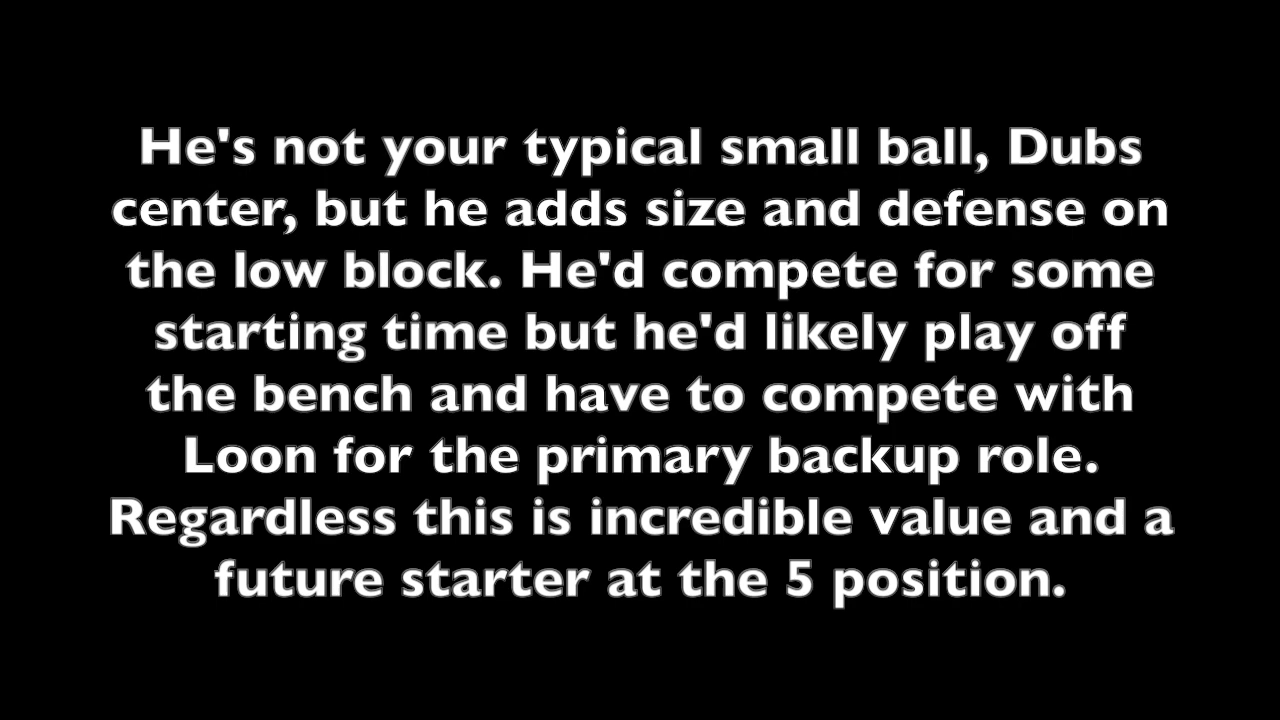 He's not your typical small ball, Dubs
center, but he adds size and defense on
the low block. He'd compete for some
starting time but he'd likely play off
the bench and have to compete with
Loon for the primary backup role.
Regardless this is incredible value and a
future starter at the 5 position.